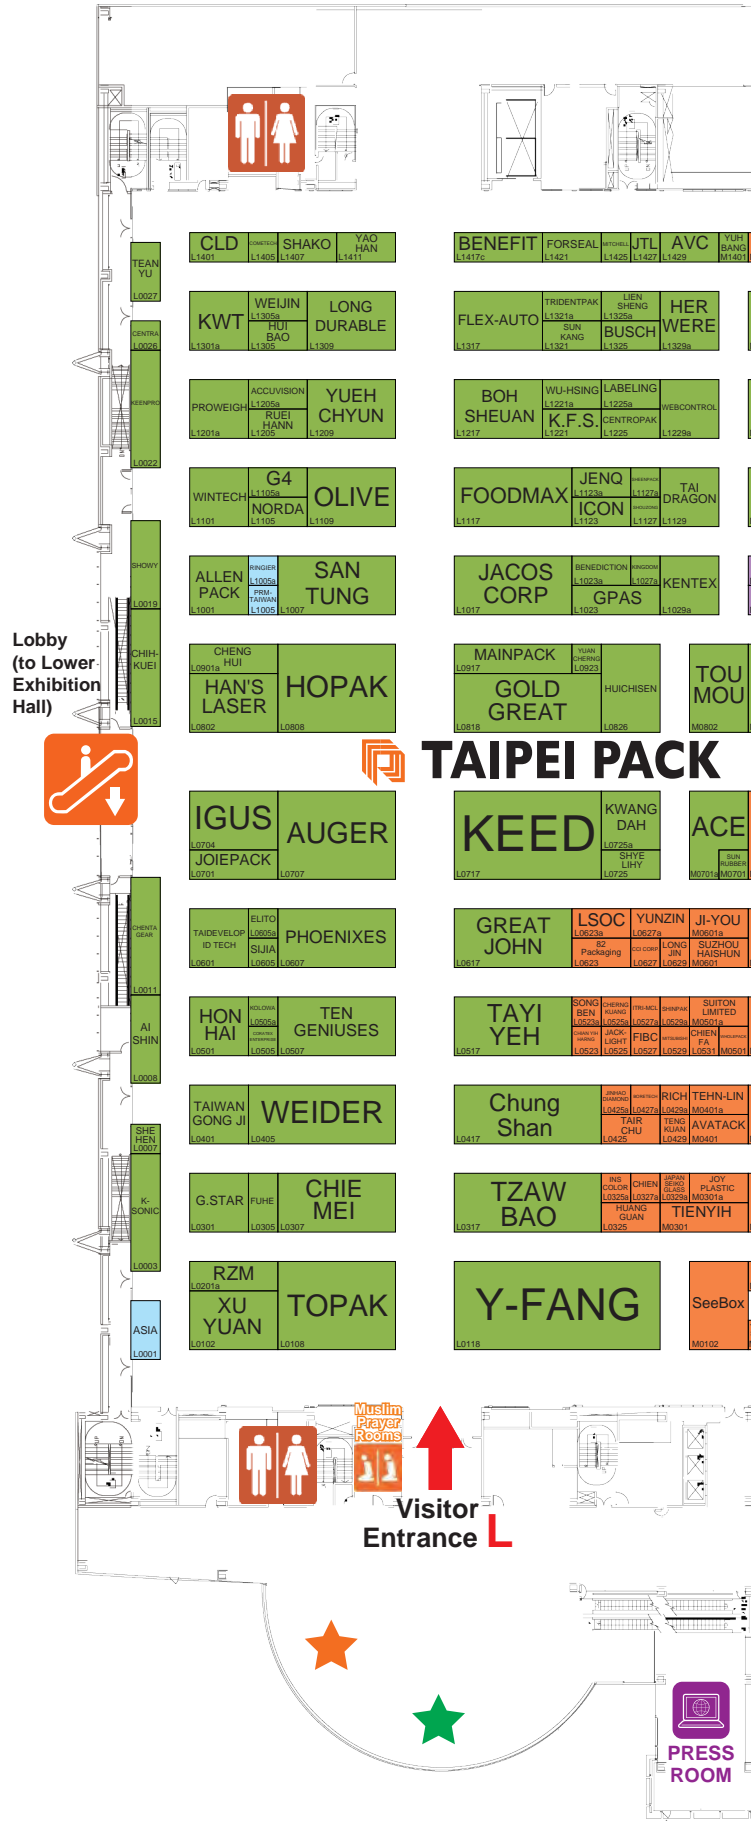 CLD
L1401
COMETECH
L1405
SHAKO
L1407
YAO
HAN
L1411
BENEFIT
L1417c
FORSEAL
L1421
MITCHELL
L1425
JTL
L1427
AVC
L1429
YUH
BANG
M1401
TEAN
YU
L0027
KWT
L1301a
WEIJIN
L1305a
HUI
BAO
L1305
LONG
DURABLE
L1309
FLEX-AUTO
L1317
TRIDENTPAK
L1321a
SUN
KANG
L1321
LIEN
SHENG
L1325a
BUSCH
L1325
HER
WERE
L1329a
CENTRA
L0026
KEENPRO
L0022
PROWEIGH
L1201a
ACCUVISION
L1205a
RUEI
HANN
L1205
YUEH
CHYUN
L1209
BOH
SHEUAN
L1217
WU-HSING
L1221a
K.F.S.
L1221
LABELING
L1225a
CENTROPAK
L1225
WEBCONTROL
L1229a
WINTECH
L1101
G4
L1105a
NORDA
L1105
OLIVE
L1109
FOODMAX
L1117
JENQ
L1123a
ICON
L1123
L1127a
L1127
TAI
DRAGON
L1129
SHOWY
L0019
ALLEN
PACK
L1001
RINGIER
L1005a
PRM-
TAIWAN
L1005
SAN
TUNG
L1007
JACOS
CORP
L1017
BENEDICTION
L1023a
KINGDOM
L1027a
GPAS
L1023
KENTEX
L1029a
Lobby
(to Lower
Exhibition
Hall)
CHIH-
KUEI
L0015
CHENG
HUI
L0901a
HAN'S
LASER
L0802
HOPAK
L0808
MAINPACK
L0917
YUAN
CHERNG
L0923
GOLD
GREAT
L0818
HUICHISEN
L0826
TOU
MOU
M0802
TAIPEI PACK
IGUS
L0704
JOIEPACK
L0701
AUGER
L0707
KEED
L0717
KWANG
DAH
L0725a
SHYE
LIHY
L0725
ACE
M0701a
SUN
RUBBER
M0701
CHENTA
GEAR
L0011
TAIDEVELOP
ID TECH
L0601
ELITO
L0605a
SIJIA
L0605
PHOENIXES
L0607
GREAT
JOHN
L0617
LSOC
L0623a
82
Packaging
L0623
YUNZIN
L0627a
CCI CORP
L0627
LONG
JIN
L0629
JI-YOU
M0601a
SUZHOU
HAISHUN
M0601
AI
SHIN
L0008
HON
HAI
L0501
KOLOWA
L0505a
ENTERPRISE
L0505
TEN
GENIUSES
L0507
TAYI
YEH
L0517
SONG
BEN
L0523a
CHERNG
KUANG
L0525a
ITRI-MCL
L0527a
SHINPAK
L0529a
SUITON
LIMITED
M0501a
CHIAN YIH
HARNG
L0523
JACK-
LIGHT
L0525
FIBC
L0527
MITSUBISHI
L0529
CHIEN
FA
L0531
M0501
SHE
HEN
L0007
TAIWAN
GONG JI
L0401
WEIDER
L0405
Chung
Shan
L0417
JINHAO
DIAMOND
L0425a
BORETECH
L0427a
RICH
L0429a
TEHN-LIN
M0401a
TAIR
CHU
L0425
TENG
KUAN
L0429
AVATACK
M0401
K-
SONIC
L0003
G.STAR
L0301
FUHE
L0305
CHIE
MEI
L0307
TZAW
BAO
L0317
INS
COLOR
L0325a
CHIEN
L0327a
JAPAN
SEIKO
GLASS
L0329a
JOY
PLASTIC
M0301a
HUANG
GUAN
L0325
TIENYIH
M0301
ASIA
L0001
RZM
L0201a
XU
YUAN
L0102
TOPAK
L0108
Y-FANG
L0118
SeeBox
M0102
Muslim
Prayer
Rooms
Visitor
Entrance L
PRESS
ROOM